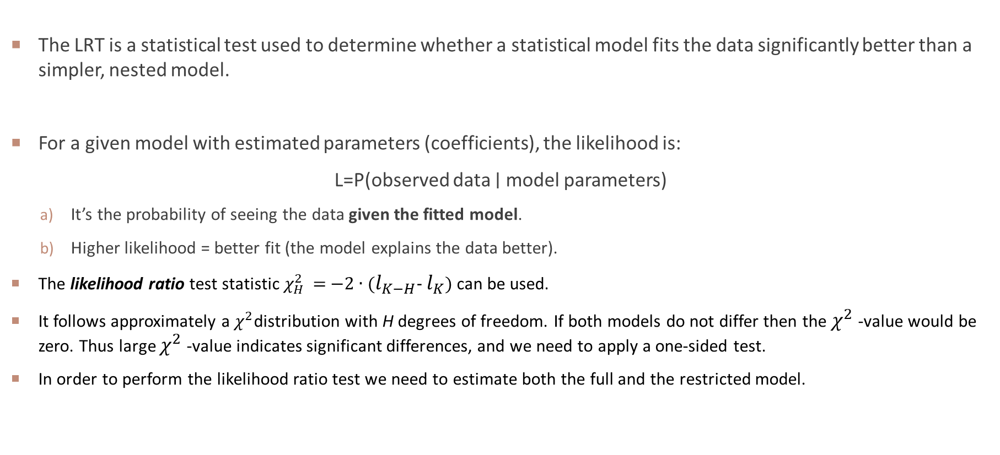 ▪ The LRT is a statistical test used to determine whether a statistical model fits the data significantly better than a
simpler, nested model.
▪ For a given model with estimated parameters (coefficients), the likelihood is:
L=P(observed data | model parameters)
a) It’s the probability of seeing the data given the fitted model.
b) Higher likelihood = better fit (the model explains the data better).
▪ The likelihood ratio test statistic $\chi^2_H = -2 \cdot (l_{K-H} - l_K)$ can be used.
▪ It follows approximately a $\chi^2$ distribution with H degrees of freedom. If both models do not differ then the $\chi^2$ -value would be
zero. Thus large $\chi^2$ -value indicates significant differences, and we need to apply a one-sided test.
▪ In order to perform the likelihood ratio test we need to estimate both the full and the restricted model.